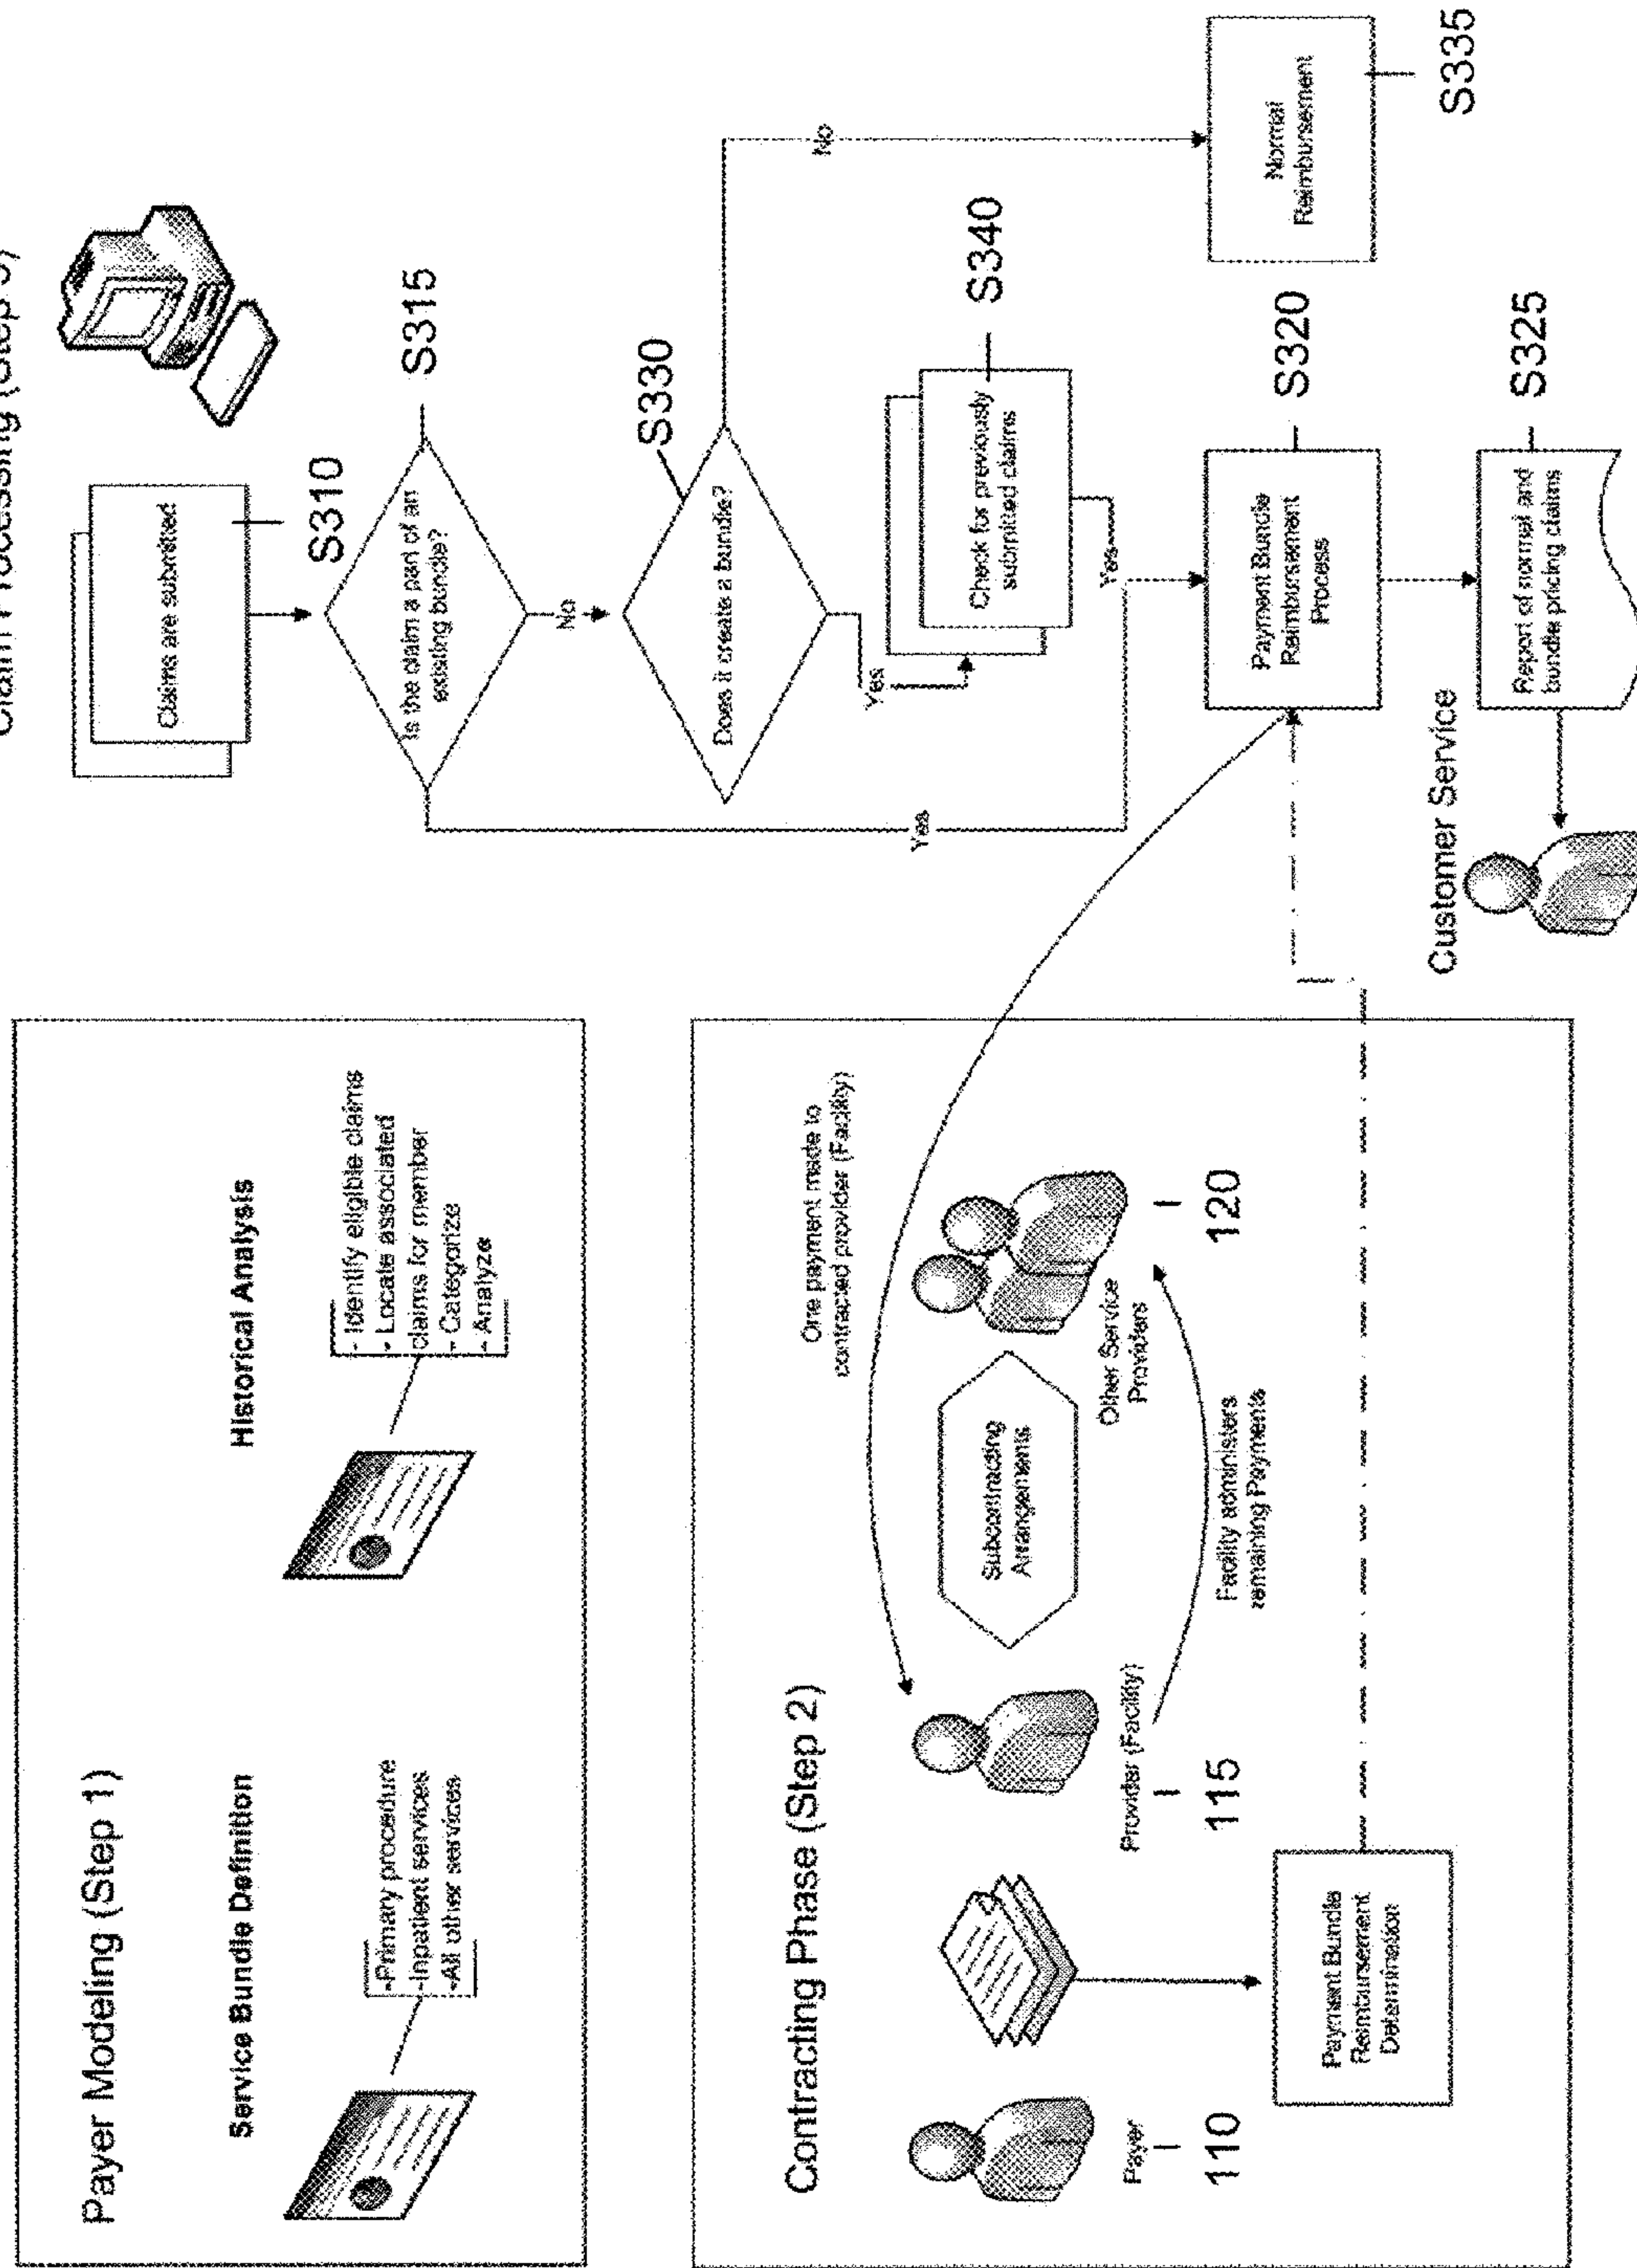 Payer Modeling (Step 1)
Service Bundle Definition
-Primary procedure
-Inpatient services
-All other services
Historical Analysis
- Identify eligible claims
- Locate associated
claims for member
- Categorize
- Analyze
Contracting Phase (Step 2)
One payment made to
contracted provider (Facility)
Payer
110
Provider (Facility)
115
Subcontracting
Arrangements
Other Service
Providers
120
Facility administers
remaining Payments
Payment Bundle
Reimbursement
Determination
Claim Processing (Step 3)
Claims are submitted
S310
Is the claim a part of an
existing bundle?
S315
No
Yes
Does it create a bundle?
S330
No
Yes
Check for previously
submitted claims
S340
Yes
Payment Bundle
Reimbursement
Process
S320
Normal
Reimbursement
S335
Customer Service
Report of normal and
bundle pricing claims
S325